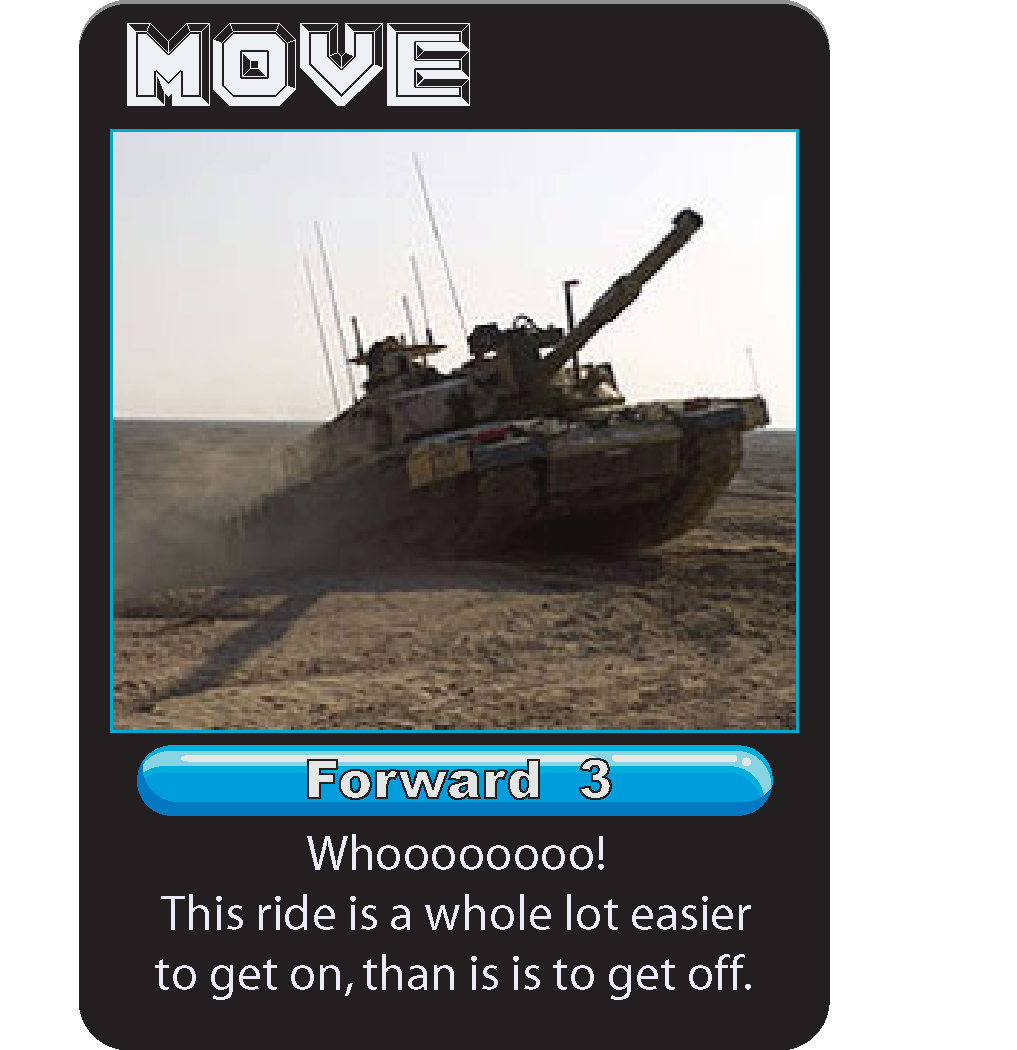 MOVE
Forward 3
Whoooooooo!
This ride is a whole lot easier
to get on, than is is to get off.